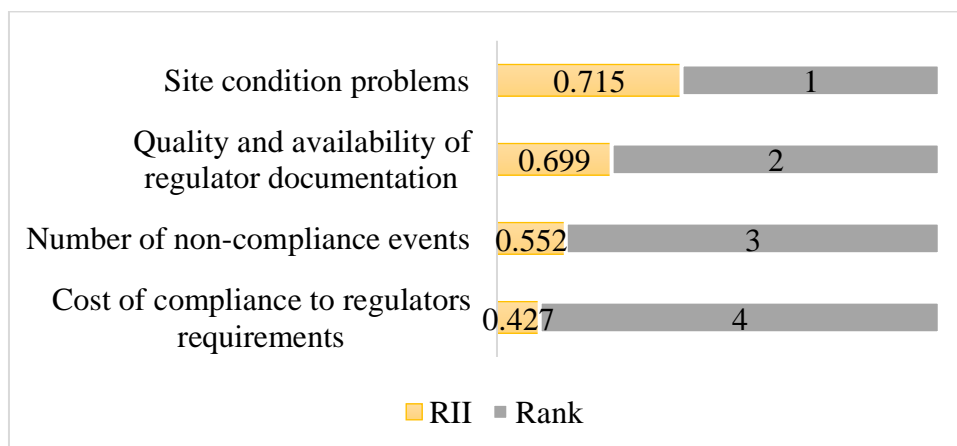 Site condition problems
0.715 1
Quality and availability of
regulator documentation
0.699 2
Number of non-compliance events
0.552 3
Cost of compliance to regulators
requirements
0.427 4
RII Rank